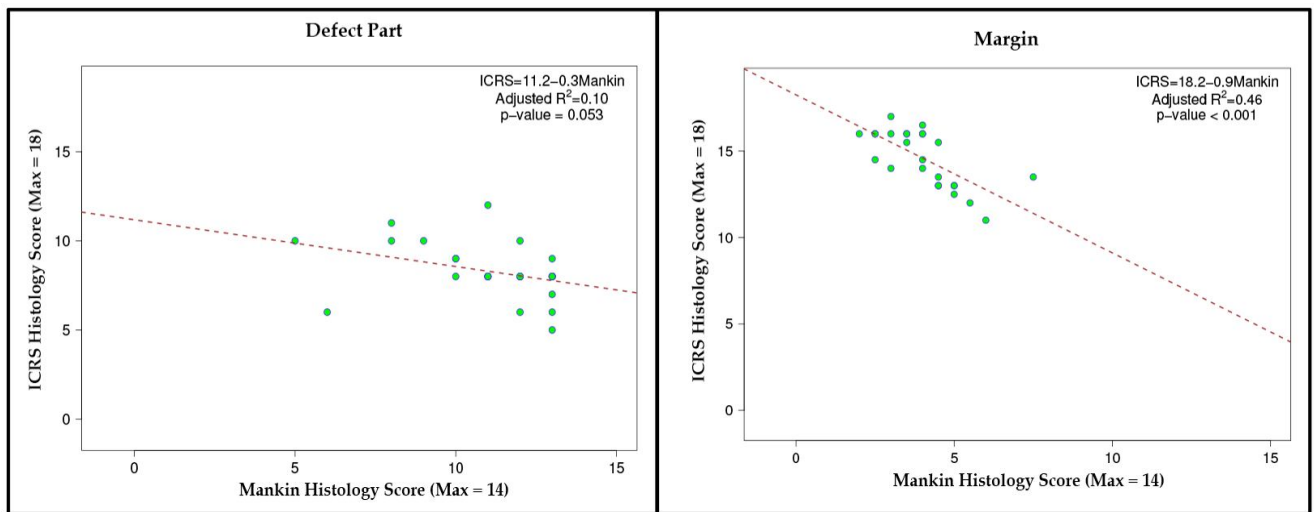 Defect Part
ICRS=11.2−0.3Mankin
Adjusted R²=0.10
p−value = 0.053
ICRS Histology Score (Max = 18)
15
10
5
0
0 5 10 15
Mankin Histology Score (Max = 14)
Margin
ICRS=18.2−0.9Mankin
Adjusted R²=0.46
p−value < 0.001
ICRS Histology Score (Max = 18)
15
10
5
0
0 5 10 15
Mankin Histology Score (Max = 14)